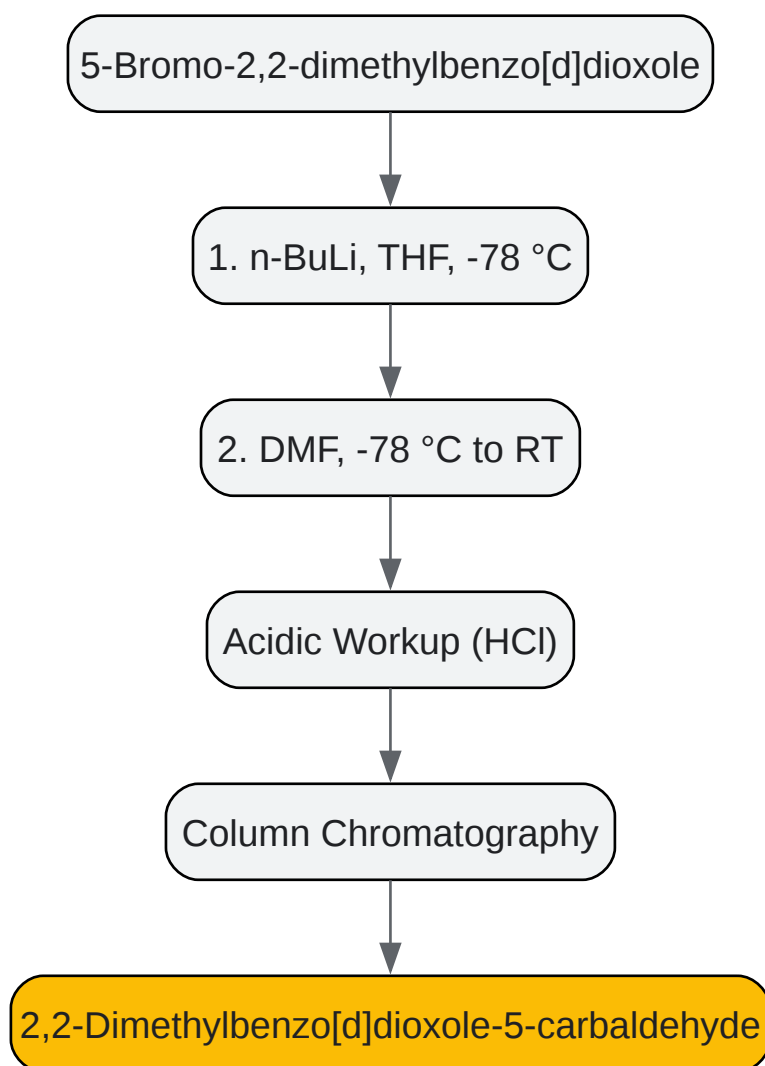 5-Bromo-2,2-dimethylbenzo[d]dioxole
1. n-BuLi, THF, -78 °C
2. DMF, -78 °C to RT
Acidic Workup (HCl)
Column Chromatography
2,2-Dimethylbenzo[d]dioxole-5-carbaldehyde